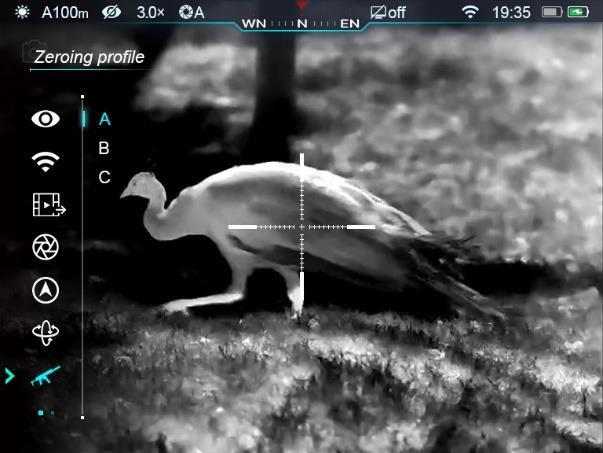 A100m 3.0× A off 19:35
WN N EN
Zeroing profile
A
B
C